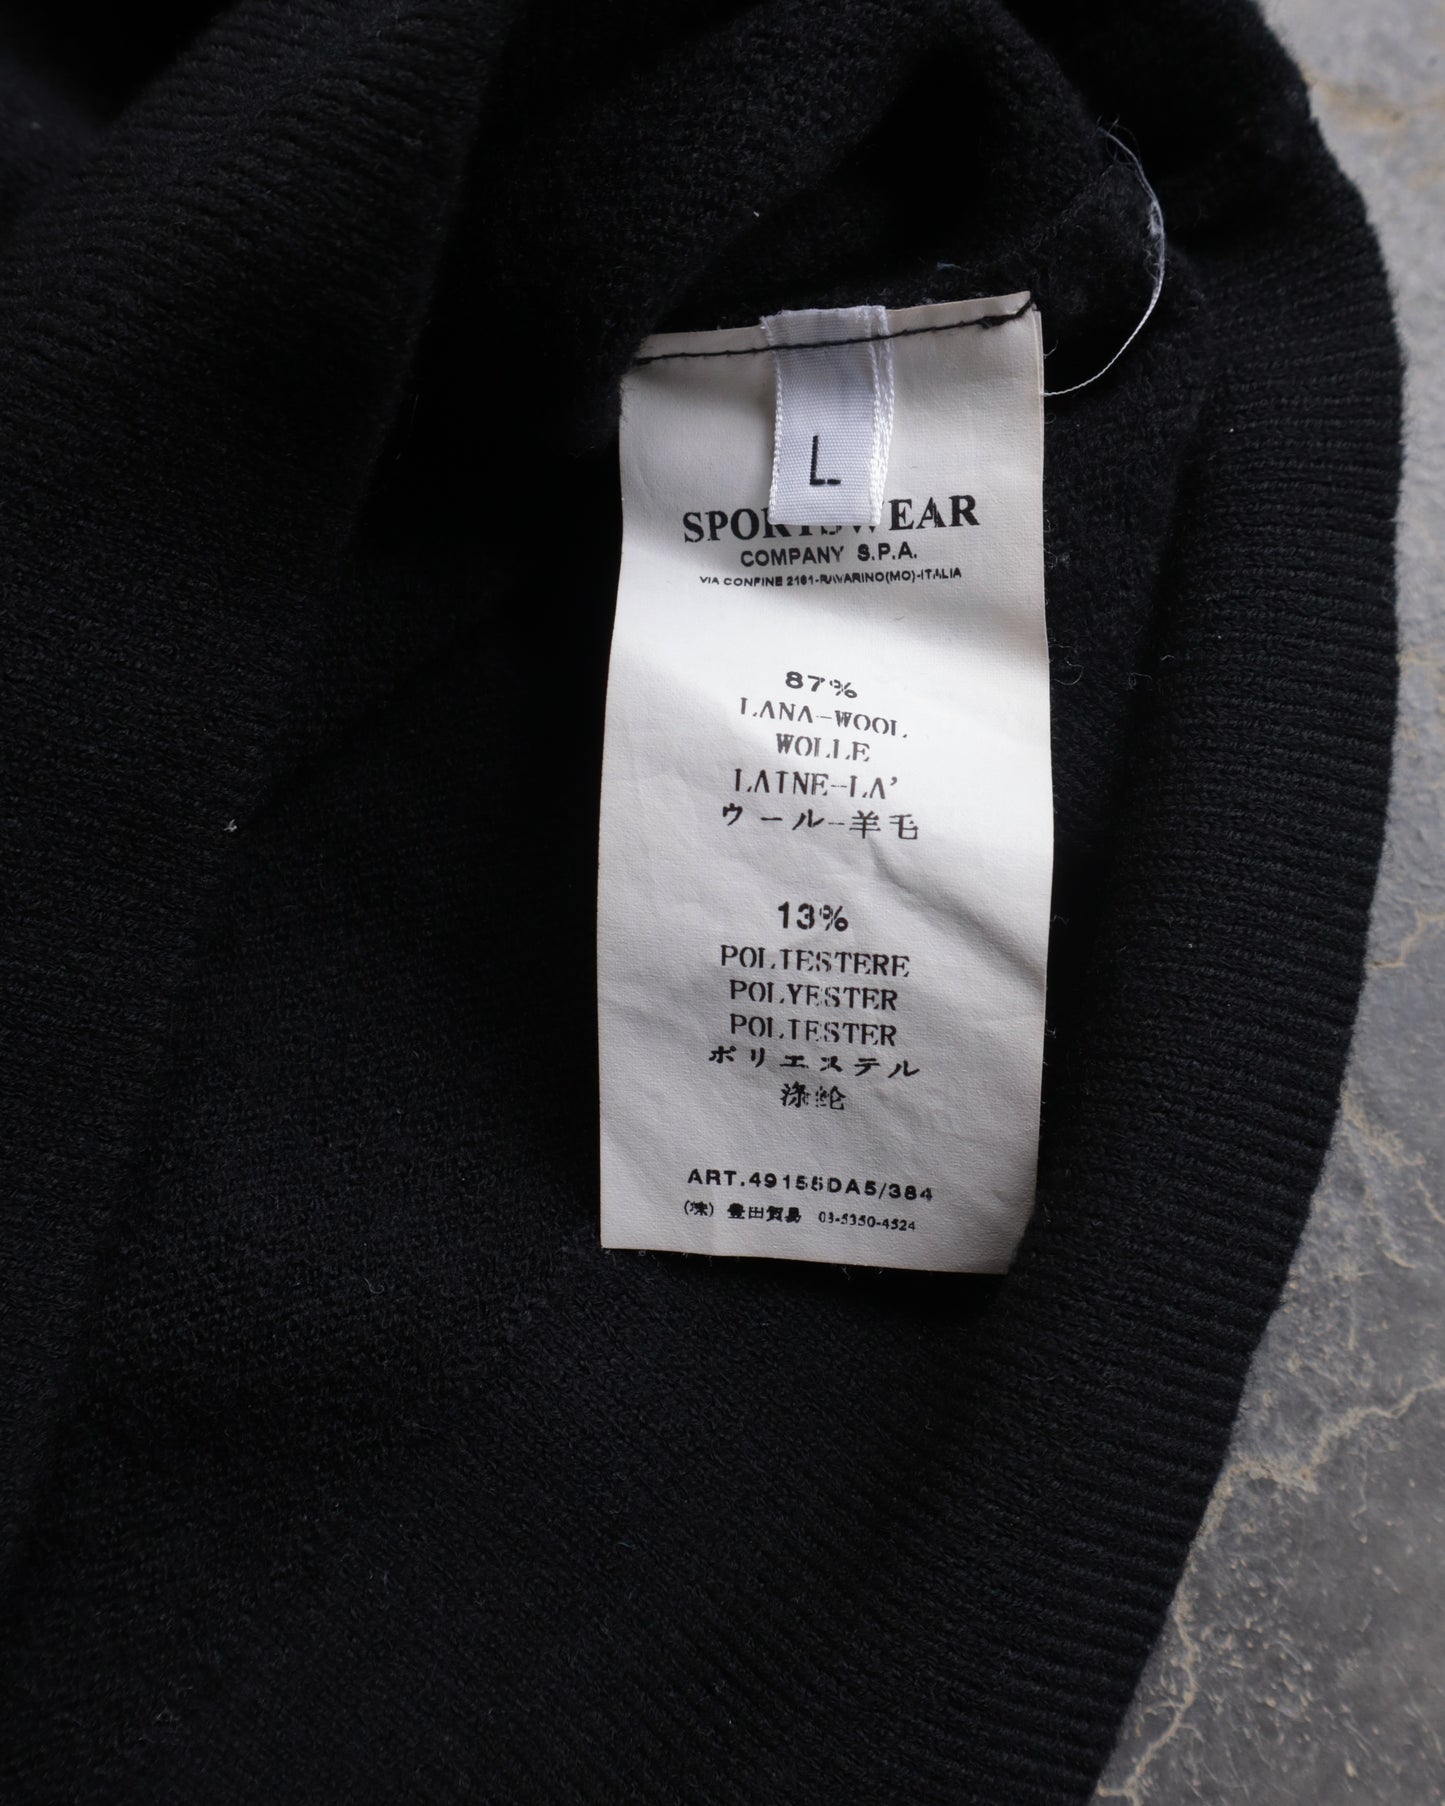 L
SPORTSWEAR
COMPANY S.P.A.
VIA CONFINE 2161-RAVARINO(MO)-ITALIA
87%
LANA-WOOL
WOLLE
LAINE-LA'
ウール-羊毛
13%
POLIESTERE
POLYESTER
POLIESTER
ポリエステル
涤纶
ART.49155DA5/384
(株) 豊田貿易 03-5350-4524